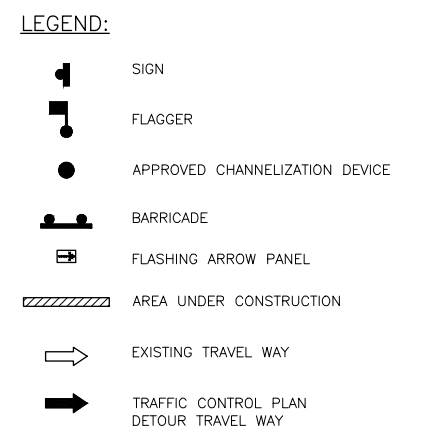 LEGEND:
SIGN
FLAGGER
APPROVED CHANNELIZATION DEVICE
BARRICADE
FLASHING ARROW PANEL
AREA UNDER CONSTRUCTION
EXISTING TRAVEL WAY
TRAFFIC CONTROL PLAN
DETOUR TRAVEL WAY